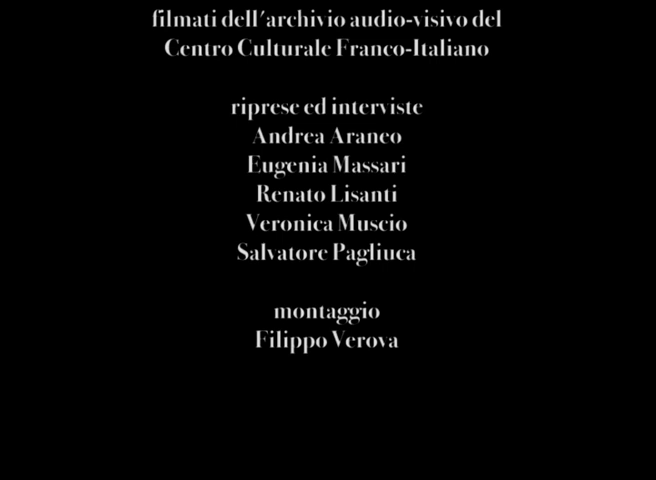 filmati dell'archivio audio-visivo del
Centro Culturale Franco-Italiano
riprese ed interviste
Andrea Araneo
Eugenia Massari
Renato Lisanti
Veronica Muscio
Salvatore Pagliuca
montaggio
Filippo Verova